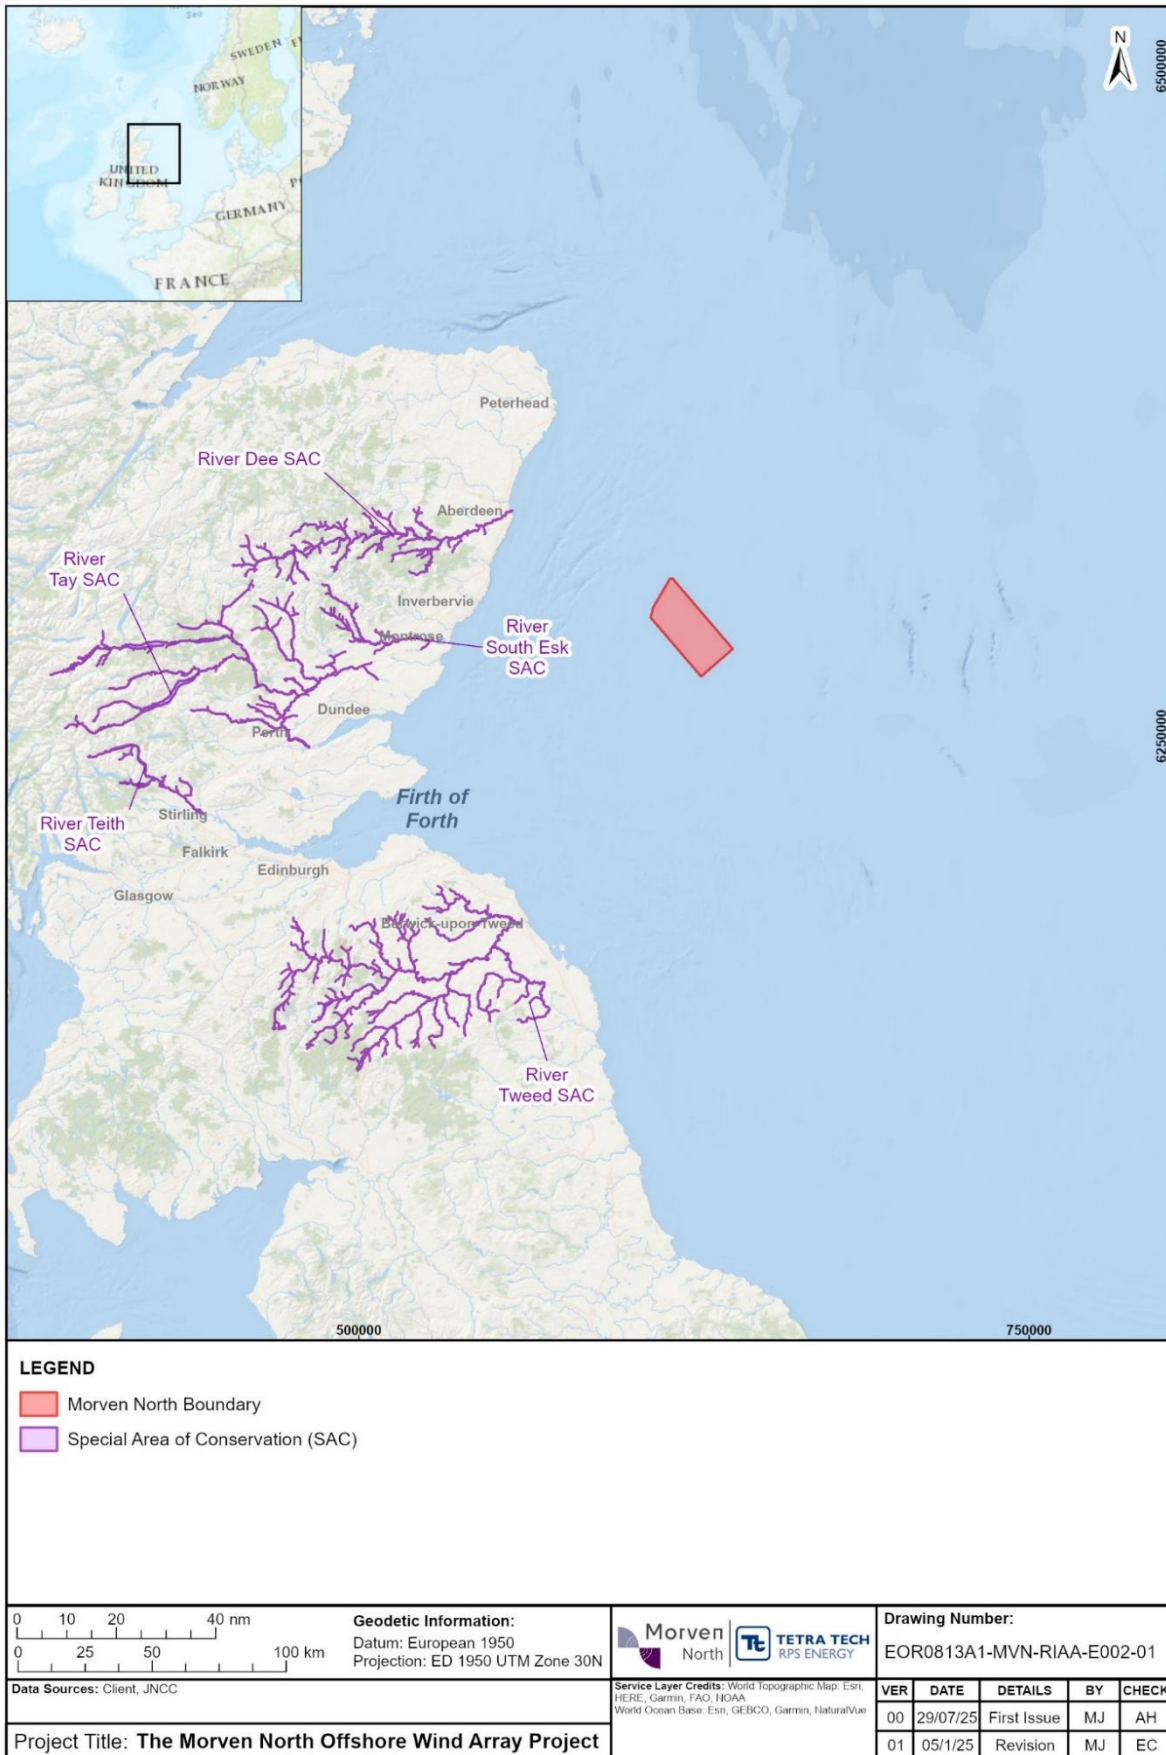 Sea
SWEDEN
NORWAY
UNITED
KINGDOM
GERMANY
FRANCE
N
6500000
Peterhead
River Dee SAC
Aberdeen
River
Tay SAC
Inverbervie
River
South Esk
SAC
Montrose
Dundee
Perth
6250000
Firth of
Forth
River Teith
SAC
Stirling
Falkirk
Edinburgh
Glasgow
Berwick-upon-Tweed
River
Tweed SAC
500000
750000
LEGEND
Morven North Boundary
Special Area of Conservation (SAC)
0 10 20 40 nm
0 25 50 100 km
Geodetic Information:
Datum: European 1950
Projection: ED 1950 UTM Zone 30N
Morven
North
Tt
TETRA TECH
RPS ENERGY
Drawing Number:
EOR0813A1-MVN-RIAA-E002-01
Data Sources: Client, JNCC
Service Layer Credits: World Topographic Map: Esri,
HERE, Garmin, FAO, NOAA
World Ocean Base: Esri, GEBCO, Garmin, NaturalVue
VER DATE DETAILS BY CHECK
00 29/07/25 First Issue MJ AH
01 05/1/25 Revision MJ EC
Project Title: The Morven North Offshore Wind Array Project